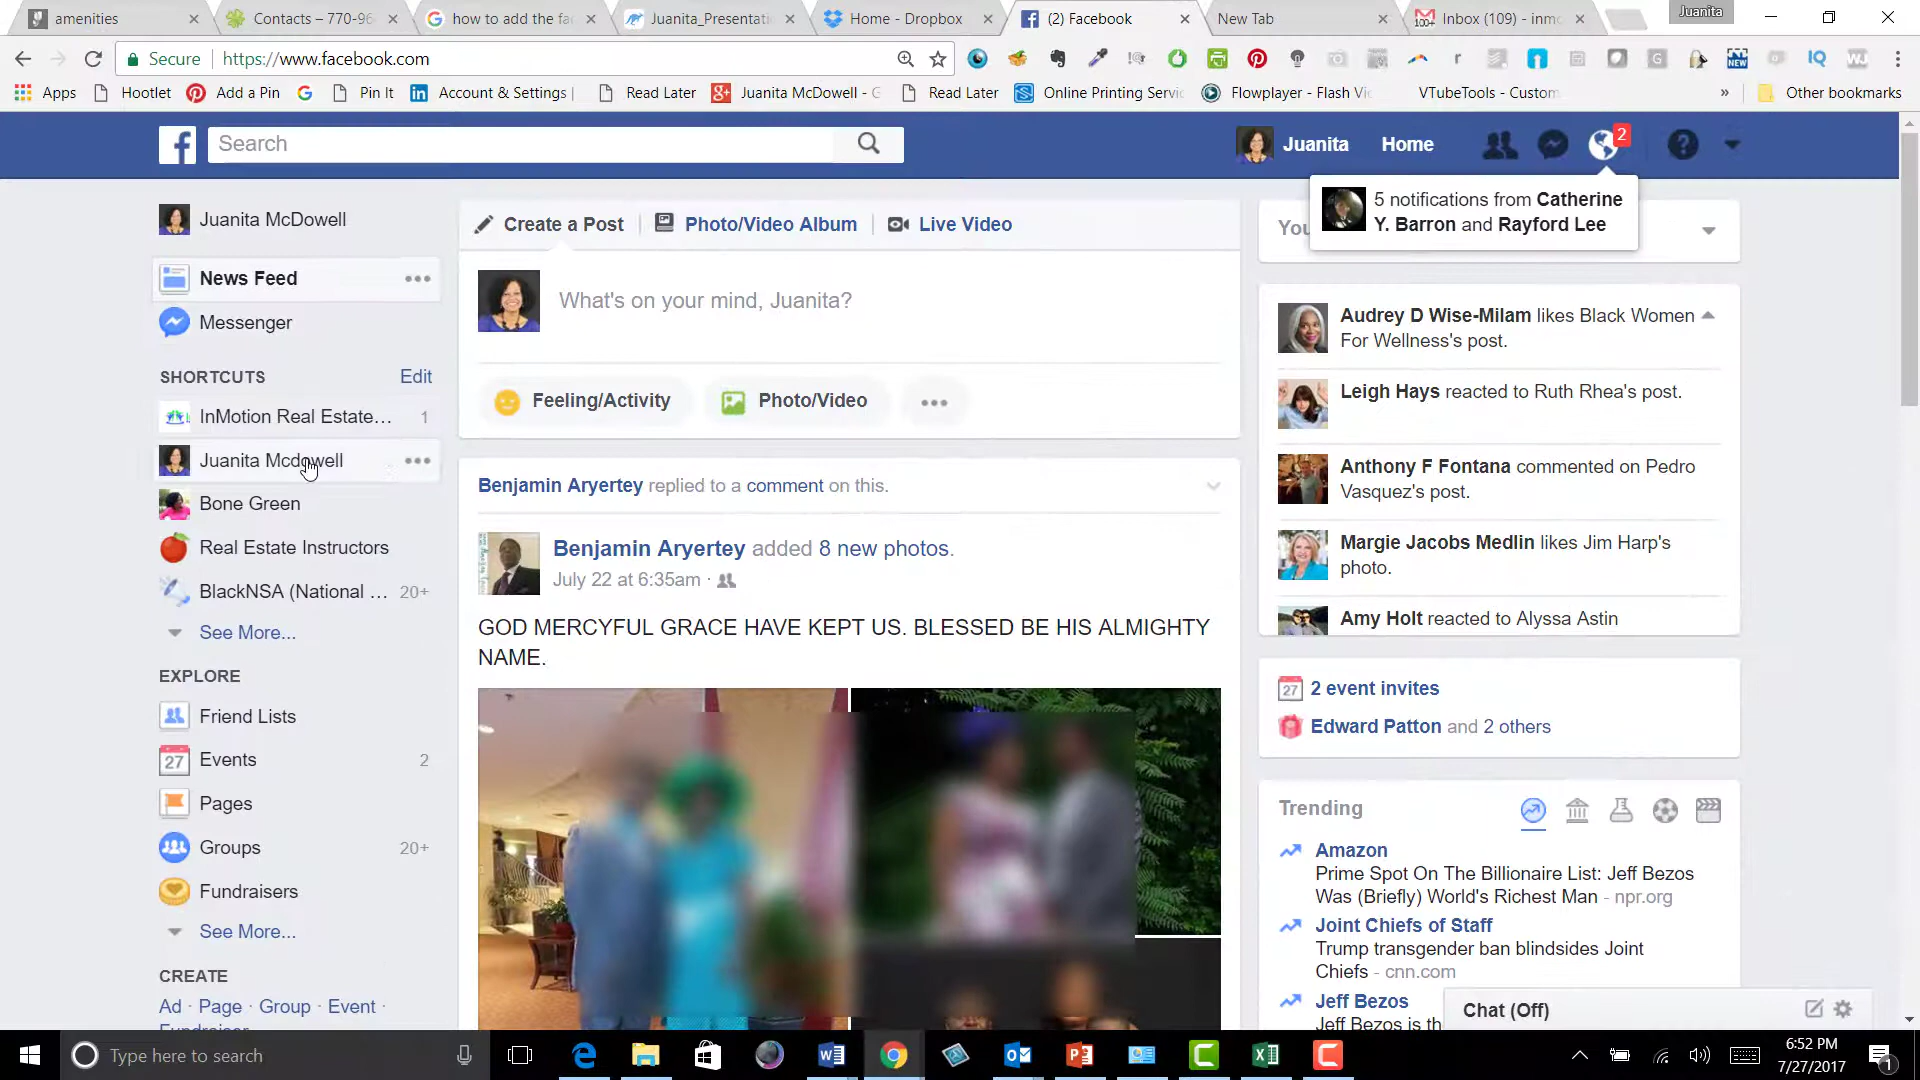 amenities
Contacts – 770-96
how to add the fa
Juanita_Presentati
Home - Dropbox
(2) Facebook
New Tab
Inbox (109) - inm
Juanita
Secure
https://www.facebook.com
Apps
Hootlet
Add a Pin
Pin It
Account & Settings |
Read Later
Juanita McDowell - G
Read Later
Online Printing Servic
Flowplayer - Flash Vi
VTubeTools - Custom
»
Other bookmarks
Search
Juanita
Home
2
5 notifications from Catherine
Y. Barron and Rayford Lee
Juanita McDowell
News Feed
Messenger
SHORTCUTS
Edit
InMotion Real Estate...
1
Juanita Mcdowell
Bone Green
Real Estate Instructors
BlackNSA (National ...
20+
See More...
EXPLORE
Friend Lists
27
Events
2
Pages
Groups
20+
Fundraisers
See More...
CREATE
Ad · Page · Group · Event ·
Fundraiser
Create a Post
Photo/Video Album
Live Video
What's on your mind, Juanita?
Feeling/Activity
Photo/Video
Benjamin Aryertey replied to a comment on this.
Benjamin Aryertey added 8 new photos.
July 22 at 6:35am ·
GOD MERCYFUL GRACE HAVE KEPT US. BLESSED BE HIS ALMIGHTY
NAME.
You
Audrey D Wise-Milam likes Black Women
For Wellness's post.
Leigh Hays reacted to Ruth Rhea's post.
Anthony F Fontana commented on Pedro
Vasquez's post.
Margie Jacobs Medlin likes Jim Harp's
photo.
Amy Holt reacted to Alyssa Astin
27
2 event invites
Edward Patton and 2 others
Trending
Amazon
Prime Spot On The Billionaire List: Jeff Bezos
Was (Briefly) World's Richest Man - npr.org
Joint Chiefs of Staff
Trump transgender ban blindsides Joint
Chiefs - cnn.com
Jeff Bezos
Jeff Bezos is th
Chat (Off)
Type here to search
6:52 PM
7/27/2017
1